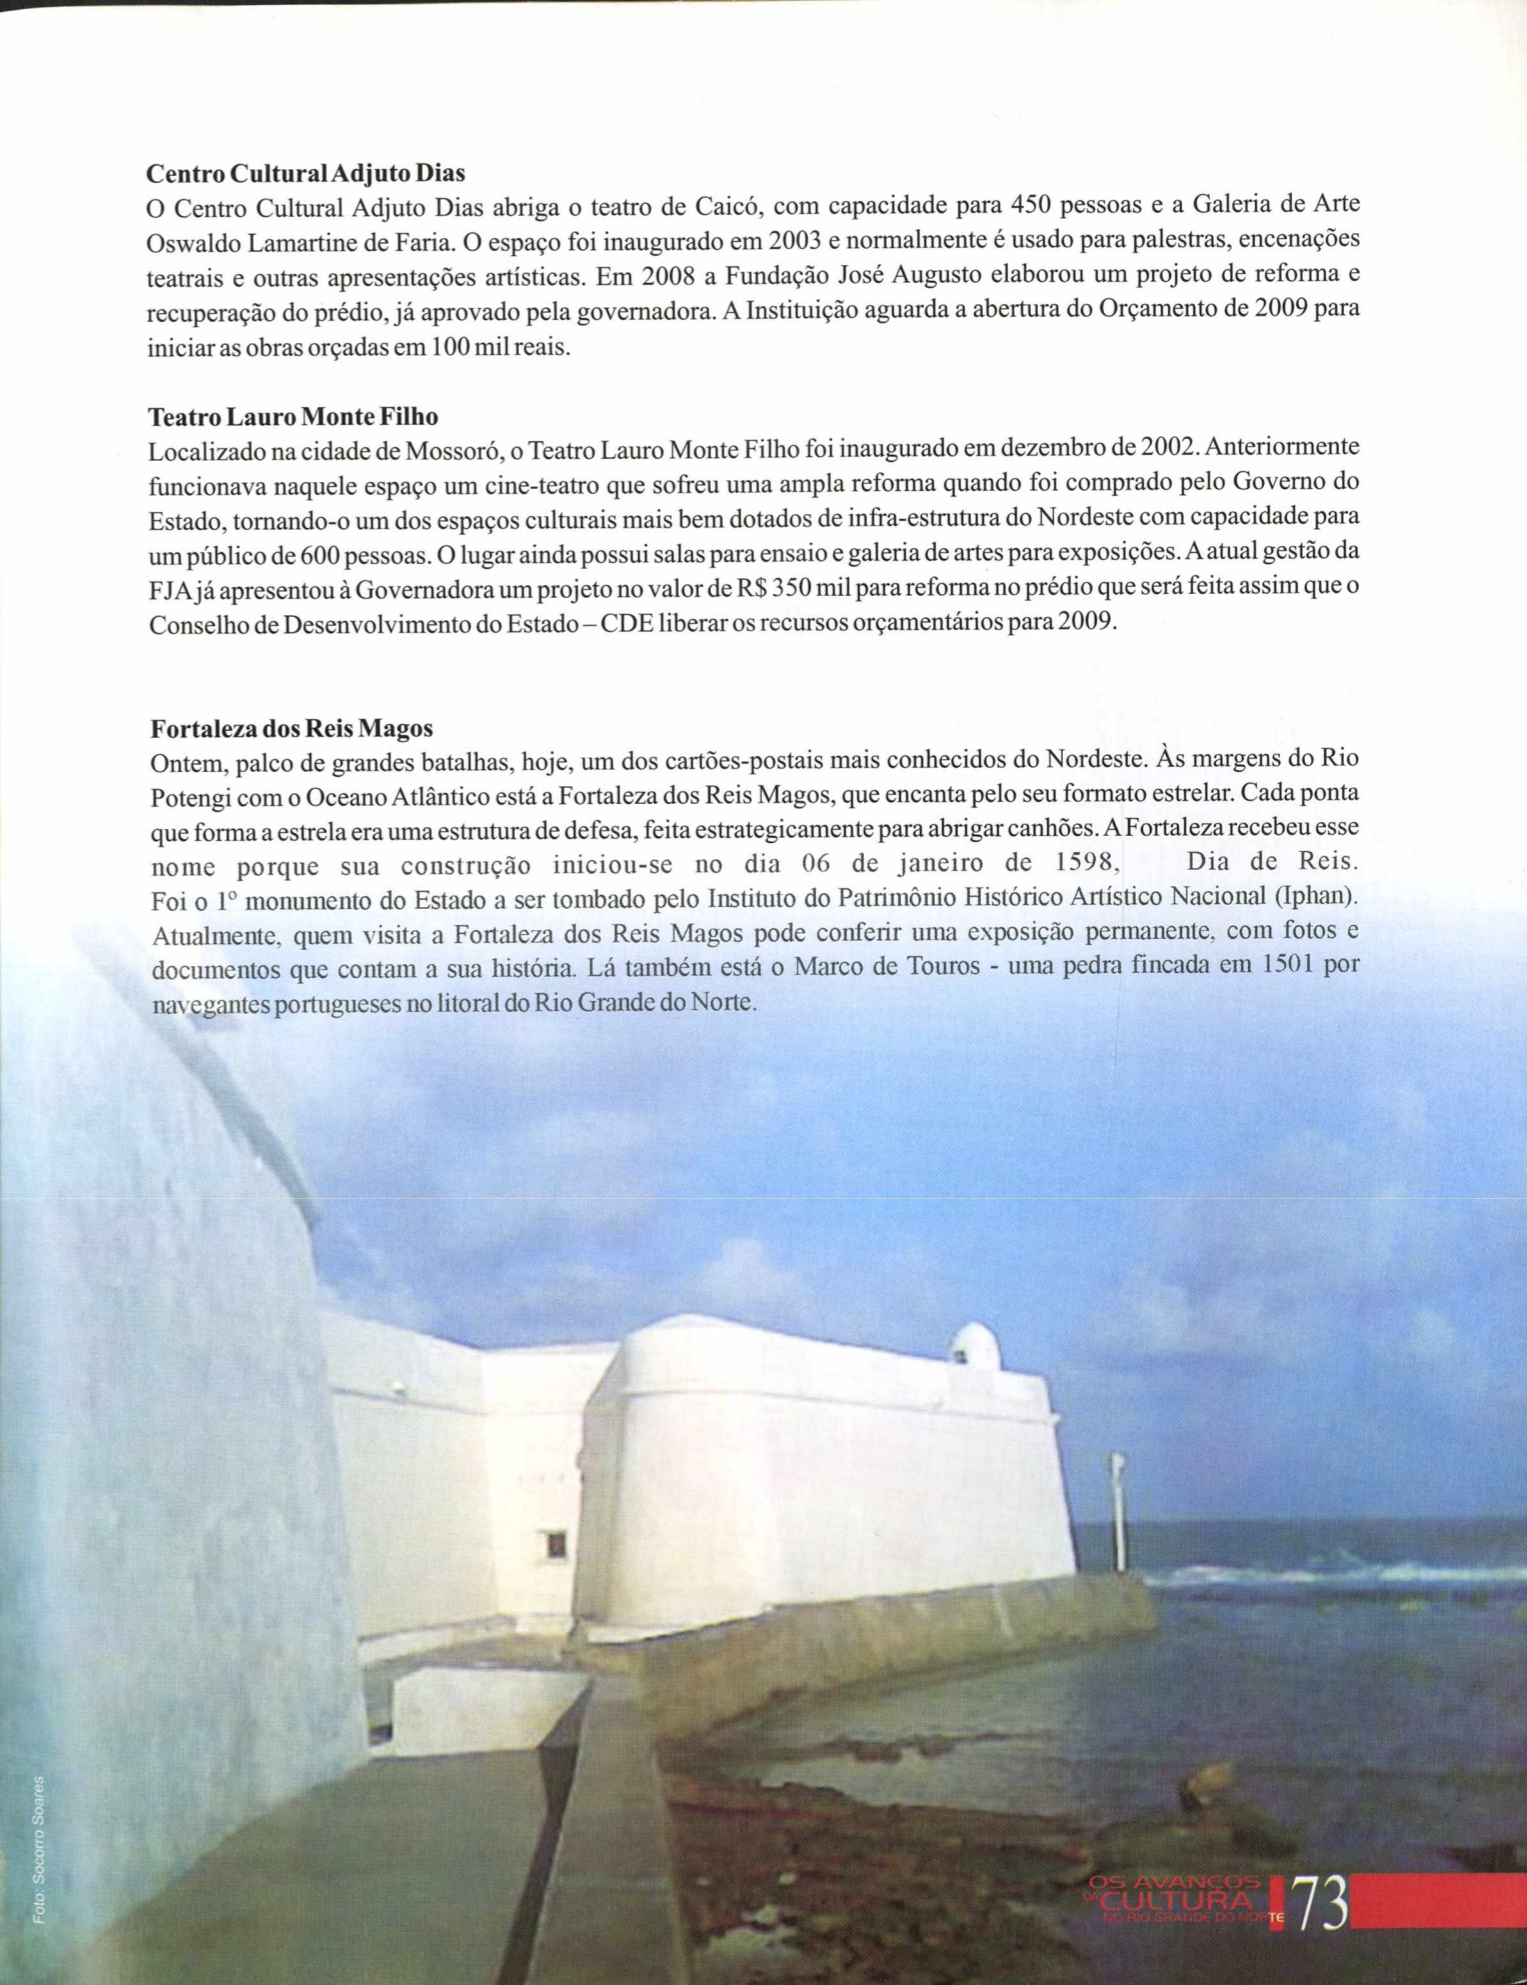 Centro Cultural Adjuto Dias
O Centro Cultural Adjuto Dias abriga o teatro de Caicó, com capacidade para 450 pessoas e a Galeria de Arte
Oswaldo Lamartine de Faria. O espaço foi inaugurado em 2003 e normalmente é usado para palestras, encenações
teatrais e outras apresentações artísticas. Em 2008 a Fundação José Augusto elaborou um projeto de reforma e
recuperação do prédio, já aprovado pela governadora. A Instituição aguarda a abertura do Orçamento de 2009 para
iniciar as obras orçadas em 100 mil reais.
Teatro Lauro Monte Filho
Localizado na cidade de Mossoró, o Teatro Lauro Monte Filho foi inaugurado em dezembro de 2002. Anteriormente
funcionava naquele espaço um cine-teatro que sofreu uma ampla reforma quando foi comprado pelo Governo do
Estado, tornando-o um dos espaços culturais mais bem dotados de infra-estrutura do Nordeste com capacidade para
um público de 600 pessoas. O lugar ainda possui salas para ensaio e galeria de artes para exposições. A atual gestão da
FJA já apresentou à Governadora um projeto no valor de R$ 350 mil para reforma no prédio que será feita assim que o
Conselho de Desenvolvimento do Estado – CDE liberar os recursos orçamentários para 2009.
Fortaleza dos Reis Magos
Ontem, palco de grandes batalhas, hoje, um dos cartões-postais mais conhecidos do Nordeste. Às margens do Rio
Potengi com o Oceano Atlântico está a Fortaleza dos Reis Magos, que encanta pelo seu formato estrelar. Cada ponta
que forma a estrela era uma estrutura de defesa, feita estrategicamente para abrigar canhões. A Fortaleza recebeu esse
nome porque sua construção iniciou-se no dia 06 de janeiro de 1598, Dia de Reis.
Foi o 1º monumento do Estado a ser tombado pelo Instituto do Patrimônio Histórico Artístico Nacional (Iphan).
Atualmente, quem visita a Fortaleza dos Reis Magos pode conferir uma exposição permanente, com fotos e
documentos que contam a sua história. Lá também está o Marco de Touros - uma pedra fincada em 1501 por
navegantes portugueses no litoral do Rio Grande do Norte.
Foto: Socorro Soares
OS AVANÇOS
DA CULTURA
NO RIO GRANDE DO NORTE
73